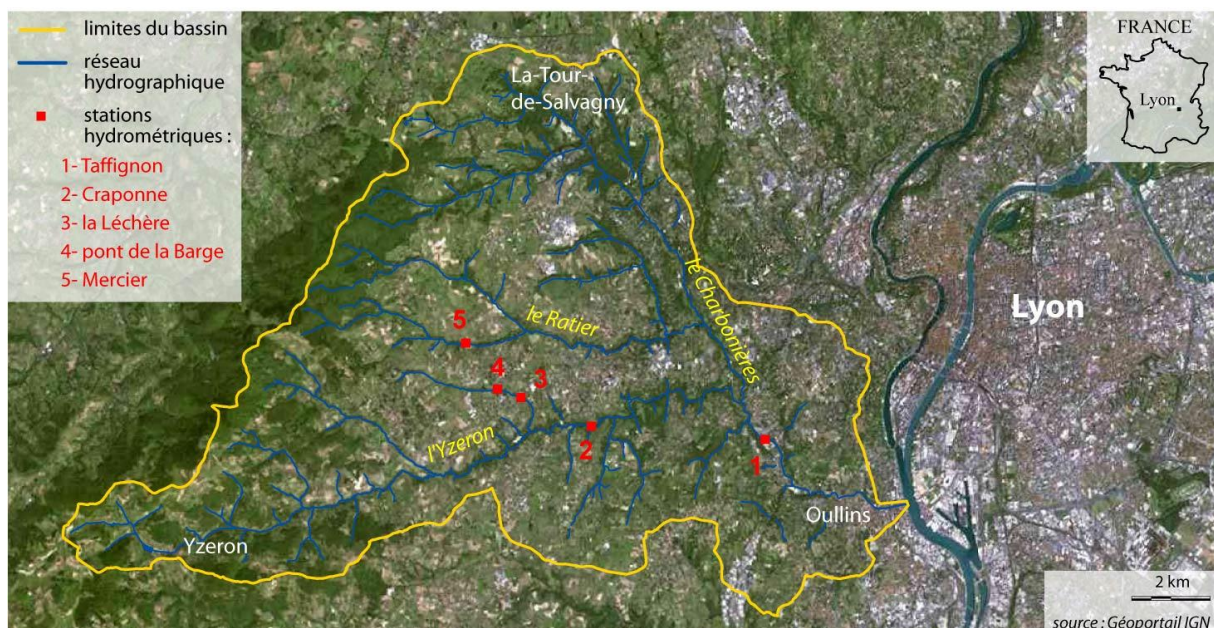 limites du bassin
réseau
hydrographique
stations
hydrométriques :
1- Taffignon
2- Craponne
3- la Léchère
4- pont de la Barge
5- Mercier
La-Tour-
de-Salvagny
FRANCE
Lyon
le Charbonières
Lyon
le Ratier
5
4
3
l'Yzeron
2
1
Oullins
Yzeron
2 km
source : Géoportail IGN